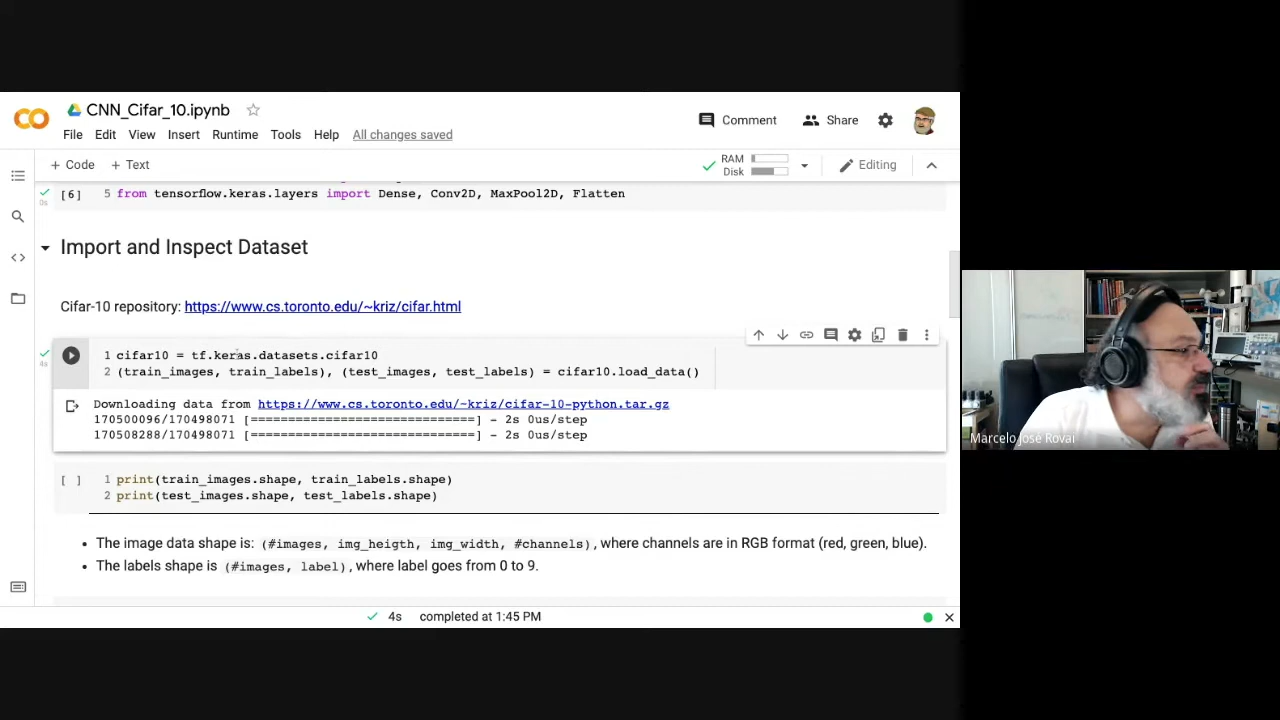 CNN_Cifar_10.ipynb
File Edit View Insert Runtime Tools Help All changes saved
Comment Share
+ Code + Text
RAM
Disk
Editing
[6] 5 from tensorflow.keras.layers import Dense, Conv2D, MaxPool2D, Flatten
0s
Import and Inspect Dataset
Cifar-10 repository: https://www.cs.toronto.edu/~kriz/cifar.html
4s
1 cifar10 = tf.keras.datasets.cifar10
2 (train_images, train_labels), (test_images, test_labels) = cifar10.load_data()
Downloading data from https://www.cs.toronto.edu/~kriz/cifar-10-python.tar.gz
170500096/170498071 [==============================] - 2s 0us/step
170508288/170498071 [==============================] - 2s 0us/step
[ ] 1 print(train_images.shape, train_labels.shape)
2 print(test_images.shape, test_labels.shape)
• The image data shape is: (#images, img_heigth, img_width, #channels), where channels are in RGB format (red, green, blue).
• The labels shape is (#images, label), where label goes from 0 to 9.
4s completed at 1:45 PM
Marcelo José Rovai